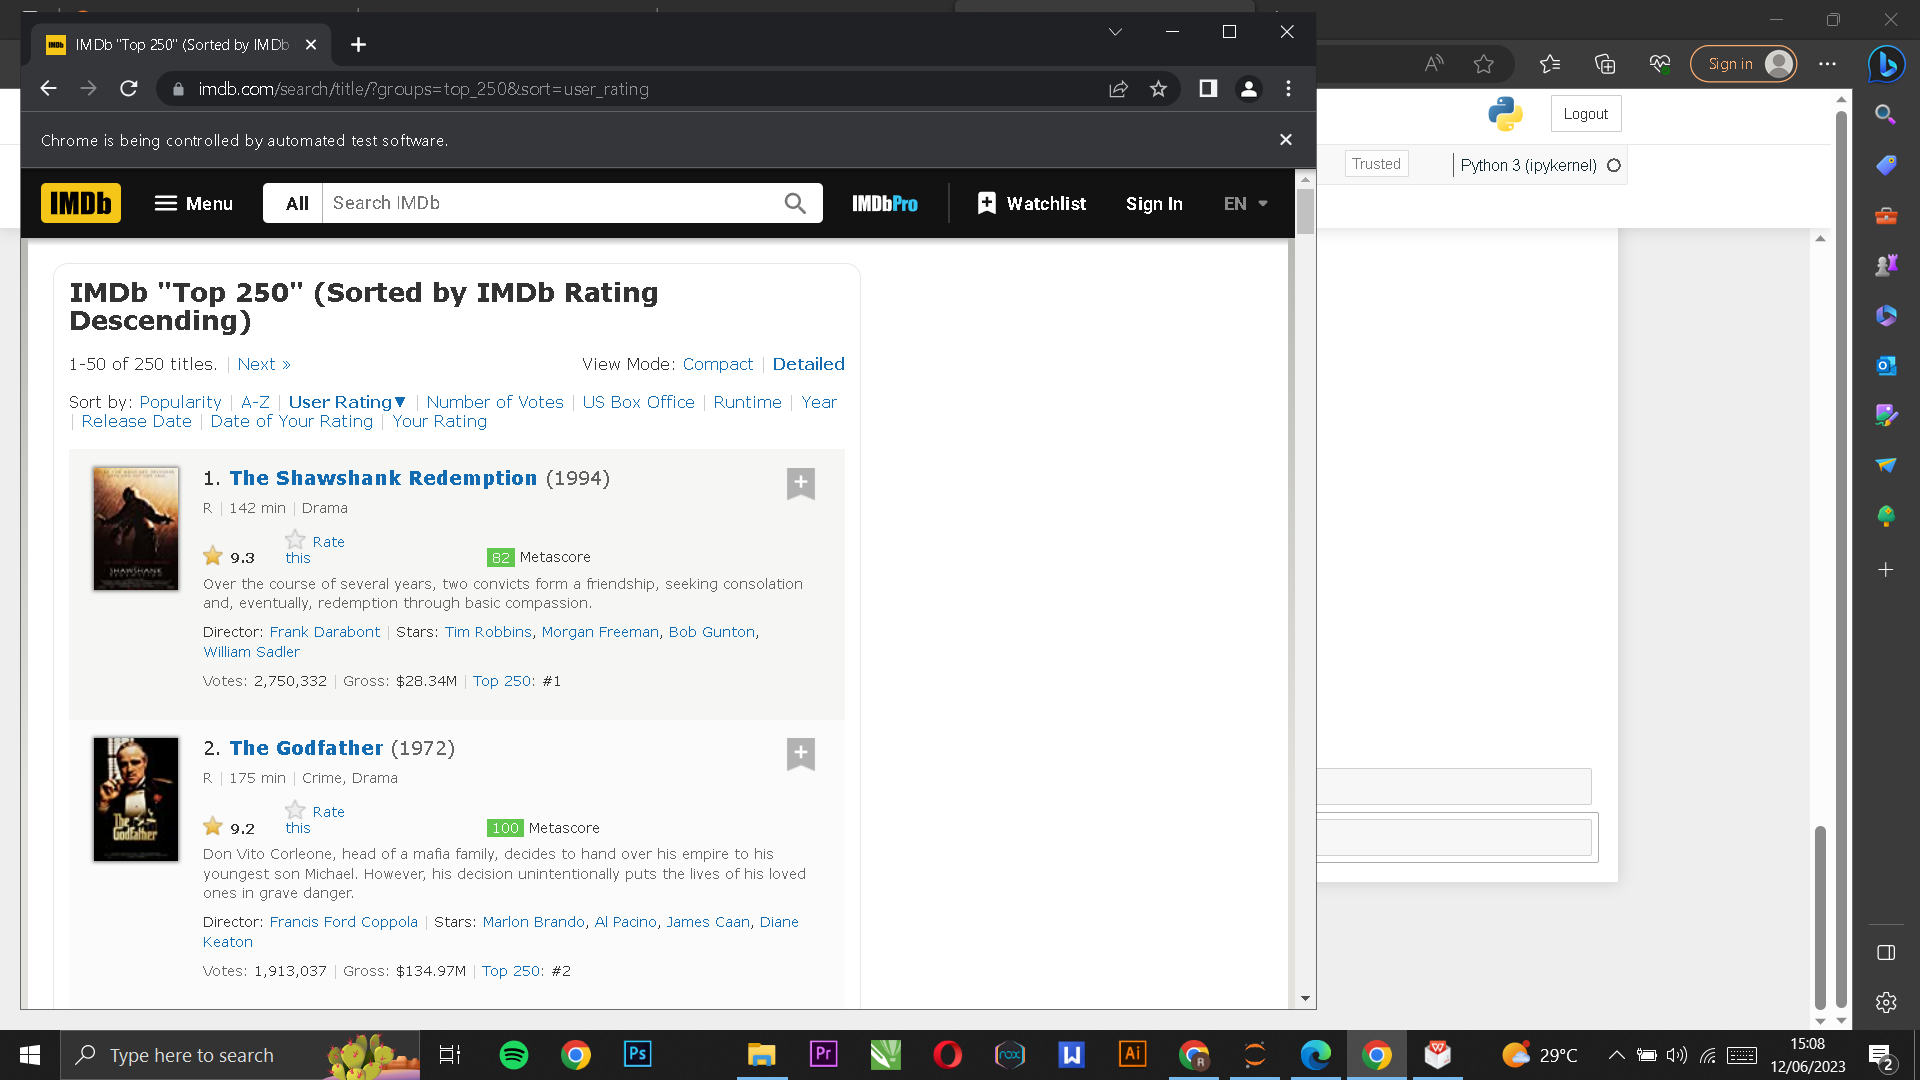 IMDb "Top 250" (Sorted by IMDb
imdb.com/search/title/?groups=top_250&sort=user_rating
Sign in
Chrome is being controlled by automated test software.
Logout
Trusted
Python 3 (ipykernel)
IMDb
Menu
All
Search IMDb
IMDbPro
Watchlist
Sign In
EN
IMDb "Top 250" (Sorted by IMDb Rating
Descending)
1-50 of 250 titles. | Next »
View Mode: Compact | Detailed
Sort by: Popularity | A-Z | User Rating▼ | Number of Votes | US Box Office | Runtime | Year
| Release Date | Date of Your Rating | Your Rating
1. The Shawshank Redemption (1994)
R | 142 min | Drama
9.3
Rate
this
82 Metascore
Over the course of several years, two convicts form a friendship, seeking consolation
and, eventually, redemption through basic compassion.
Director: Frank Darabont | Stars: Tim Robbins, Morgan Freeman, Bob Gunton,
William Sadler
Votes: 2,750,332 | Gross: $28.34M | Top 250: #1
SHAWSHANK
2. The Godfather (1972)
R | 175 min | Crime, Drama
9.2
Rate
this
100 Metascore
Don Vito Corleone, head of a mafia family, decides to hand over his empire to his
youngest son Michael. However, his decision unintentionally puts the lives of his loved
ones in grave danger.
Director: Francis Ford Coppola | Stars: Marlon Brando, Al Pacino, James Caan, Diane
Keaton
Votes: 1,913,037 | Gross: $134.97M | Top 250: #2
The
Godfather
Type here to search
Ps
Pr
nox
W
Ai
R
29°C
15:08
12/06/2023
2